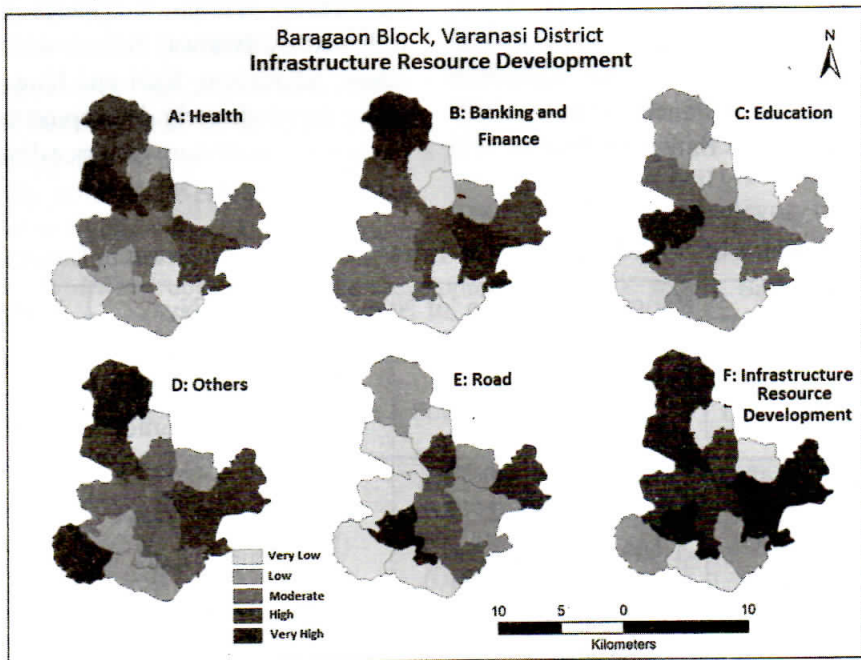 Baragaon Block, Varanasi District
Infrastructure Resource Development
N
A: Health
B: Banking and
Finance
C: Education
D: Others
E: Road
F: Infrastructure
Resource
Development
Very Low
Low
Moderate
High
Very High
10 5 0 10
Kilometers